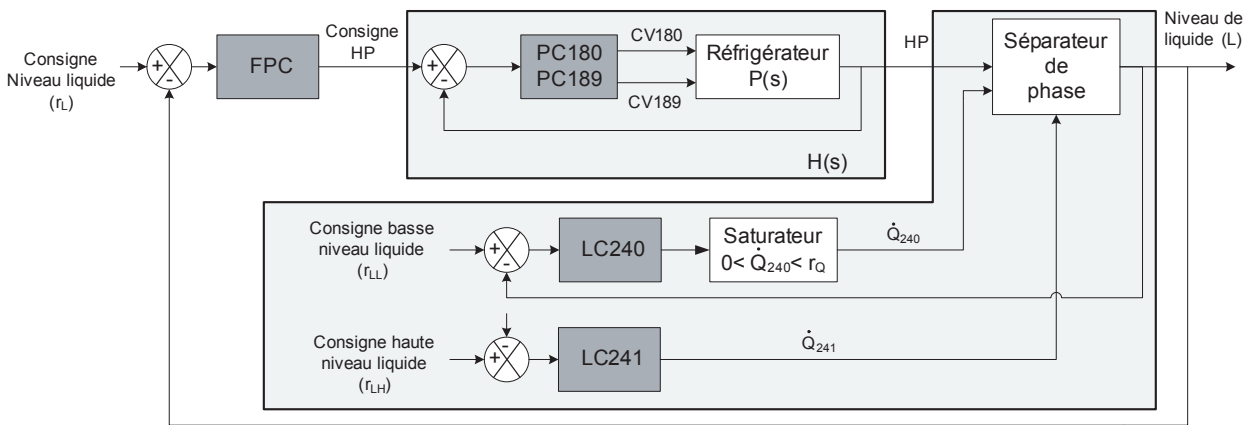 Consigne
Niveau liquide
(rL)
+
-
FPC
Consigne
HP
+
-
PC180
PC189
CV180
CV189
Réfrigérateur
P(s)
H(s)
HP
Séparateur
de
phase
Niveau de
liquide (L)
Consigne basse
niveau liquide
(rLL)
+
-
LC240
Saturateur
0< Q̇240< rQ
Q̇240
Consigne haute
niveau liquide
(rLH)
-
+
LC241
Q̇241